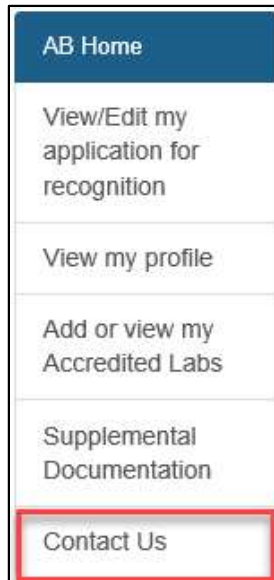 AB Home
View/Edit my
application for
recognition
View my profile
Add or view my
Accredited Labs
Supplemental
Documentation
Contact Us